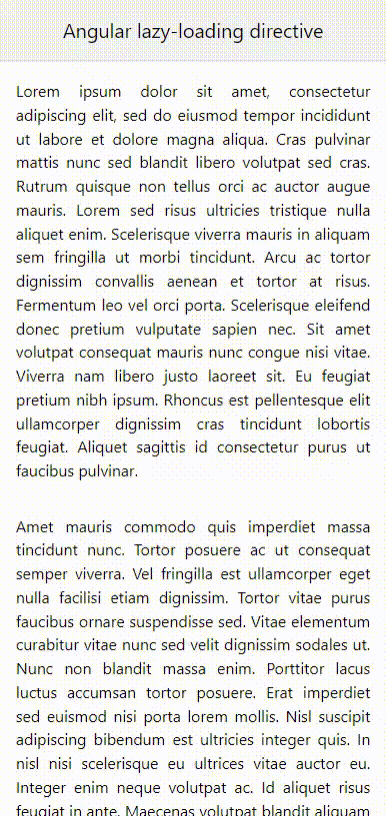 Angular lazy-loading directive
Lorem ipsum dolor sit amet, consectetur
adipiscing elit, sed do eiusmod tempor incididunt
ut labore et dolore magna aliqua. Cras pulvinar
mattis nunc sed blandit libero volutpat sed cras.
Rutrum quisque non tellus orci ac auctor augue
mauris. Lorem sed risus ultricies tristique nulla
aliquet enim. Scelerisque viverra mauris in aliquam
sem fringilla ut morbi tincidunt. Arcu ac tortor
dignissim convallis aenean et tortor at risus.
Fermentum leo vel orci porta. Scelerisque eleifend
donec pretium vulputate sapien nec. Sit amet
volutpat consequat mauris nunc congue nisi vitae.
Viverra nam libero justo laoreet sit. Eu feugiat
pretium nibh ipsum. Rhoncus est pellentesque elit
ullamcorper dignissim cras tincidunt lobortis
feugiat. Aliquet sagittis id consectetur purus ut
faucibus pulvinar.
Amet mauris commodo quis imperdiet massa
tincidunt nunc. Tortor posuere ac ut consequat
semper viverra. Vel fringilla est ullamcorper eget
nulla facilisi etiam dignissim. Tortor vitae purus
faucibus ornare suspendisse sed. Vitae elementum
curabitur vitae nunc sed velit dignissim sodales ut.
Nunc non blandit massa enim. Porttitor lacus
luctus accumsan tortor posuere. Erat imperdiet
sed euismod nisi porta lorem mollis. Nisl suscipit
adipiscing bibendum est ultricies integer quis. In
nisl nisi scelerisque eu ultrices vitae auctor eu.
Integer enim neque volutpat ac. Id aliquet risus
feugiat in ante. Maecenas volutpat blandit aliquam